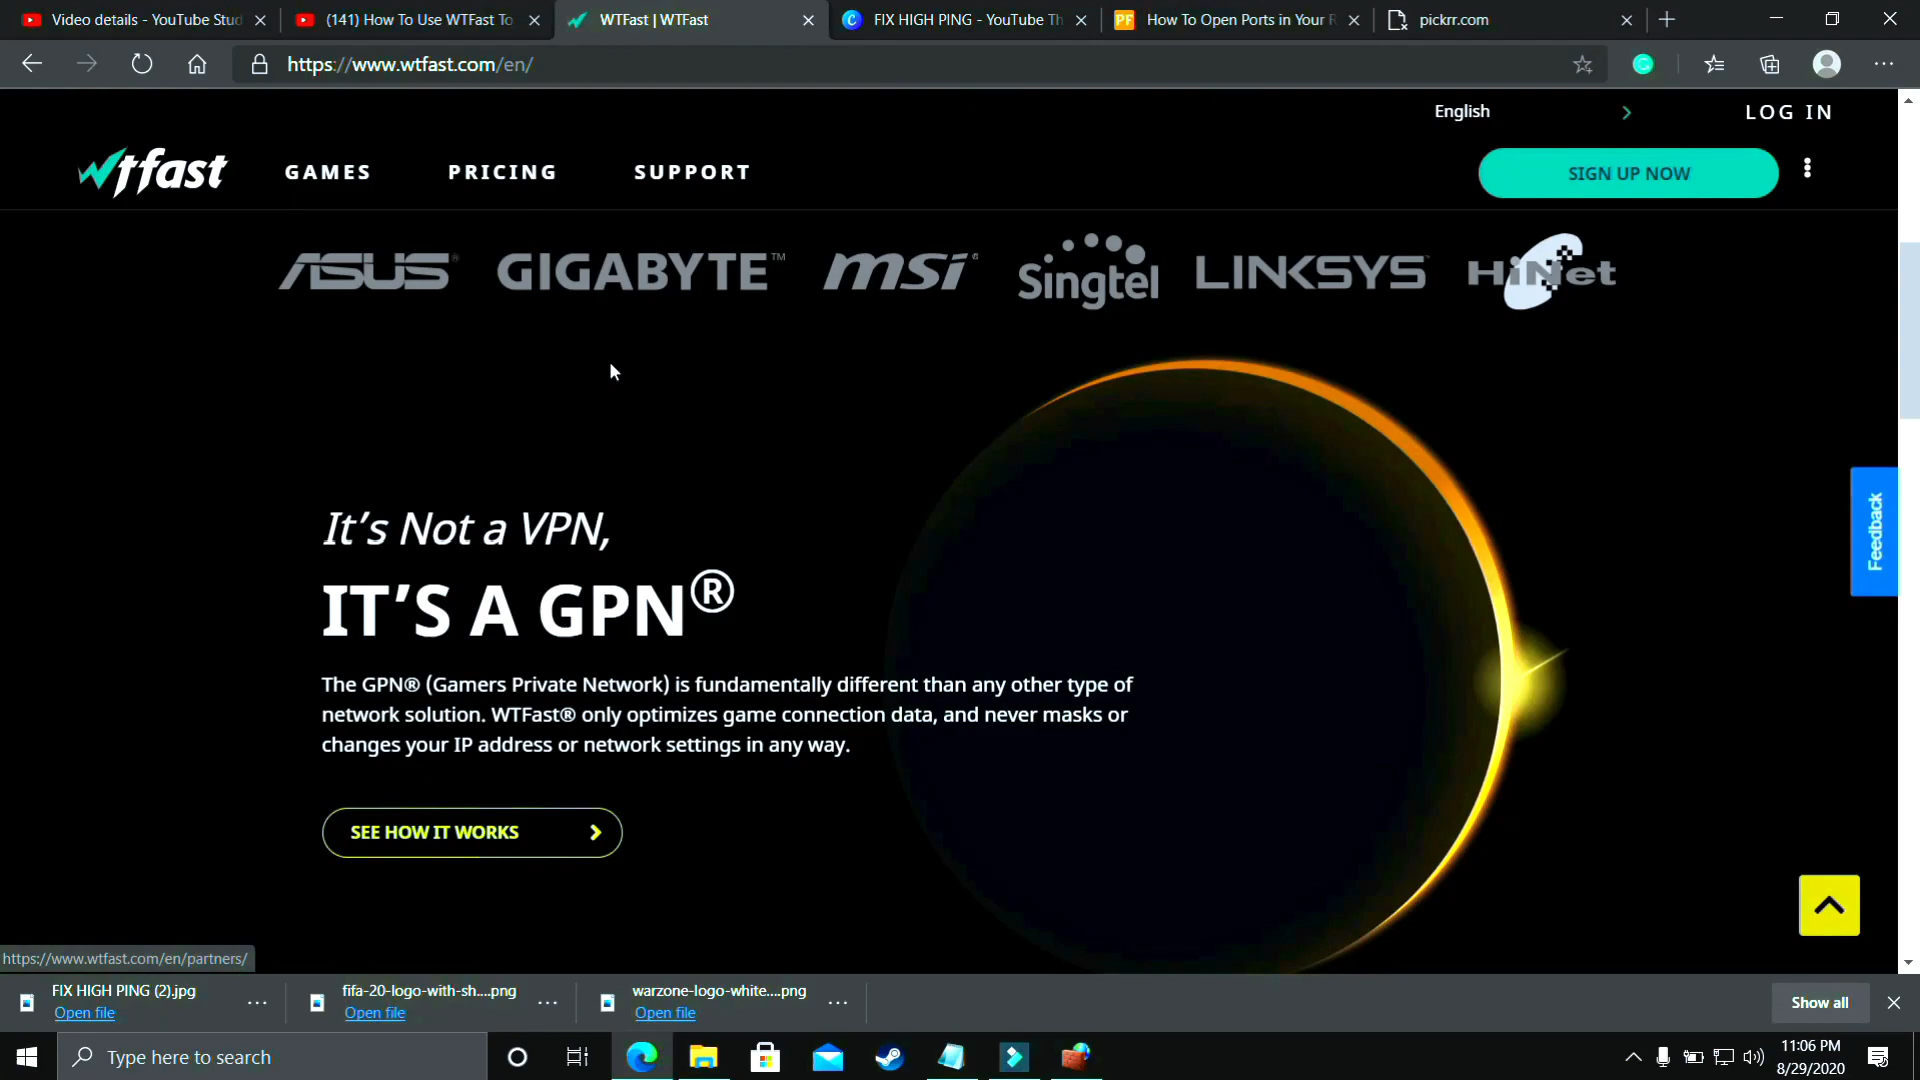 Video details - YouTube Stud
(141) How To Use WTFast To
WTFast | WTFast
FIX HIGH PING - YouTube Th
PF
How To Open Ports in Your R
pickrr.com
https://www.wtfast.com/en/
English
LOG IN
wtfast
GAMES
PRICING
SUPPORT
SIGN UP NOW
ASUS®
GIGABYTE™
msi
Singtel
LINKSYS
HiNet
It's Not a VPN,
IT'S A GPN®
The GPN® (Gamers Private Network) is fundamentally different than any other type of
network solution. WTFast® only optimizes game connection data, and never masks or
changes your IP address or network settings in any way.
SEE HOW IT WORKS
Feedback
https://www.wtfast.com/en/partners/
FIX HIGH PING (2).jpg
Open file
fifa-20-logo-with-sh....png
Open file
warzone-logo-white....png
Open file
Show all
Type here to search
11:06 PM
8/29/2020